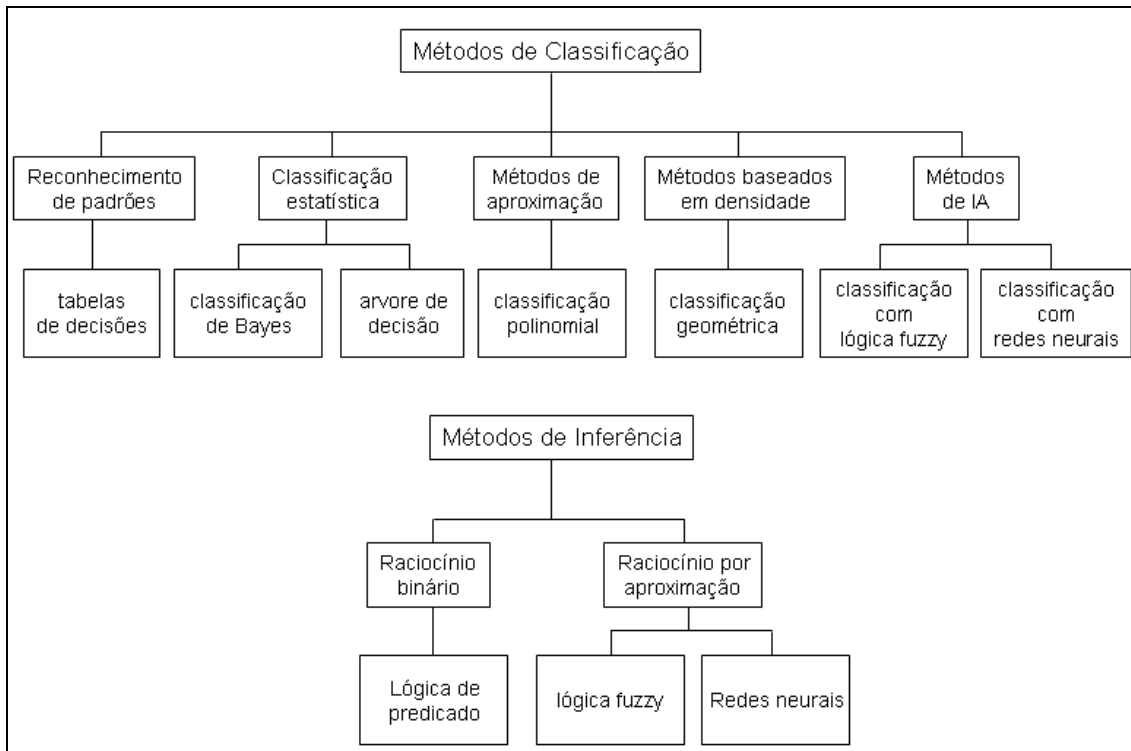 Métodos de Classificação
Reconhecimento
de padrões
Classificação
estatística
Métodos de
aproximação
Métodos baseados
em densidade
Métodos
de IA
tabelas
de decisões
classificação
de Bayes
arvore de
decisão
classificação
polinomial
classificação
geométrica
classificação
com
lógica fuzzy
classificação
com
redes neurais
Métodos de Inferência
Raciocínio
binário
Raciocínio por
aproximação
Lógica de
predicado
lógica fuzzy
Redes neurais